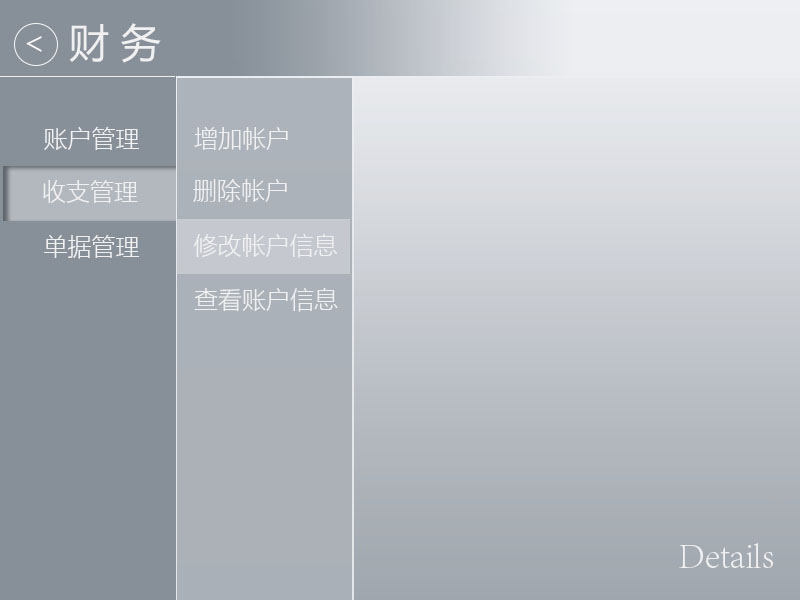 < 财务
账户管理
收支管理
单据管理
增加帐户
删除帐户
修改帐户信息
查看账户信息
Details